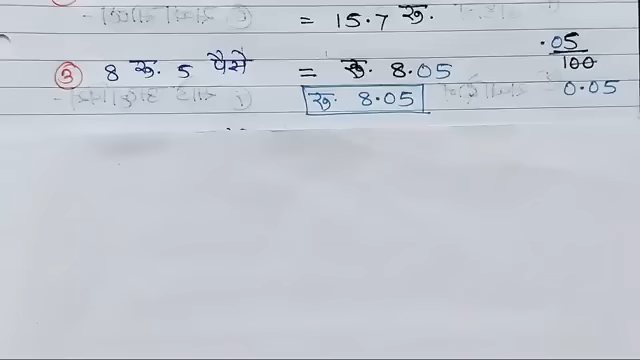 = 15.7 रू.
③ 8 रू. 5 पैसे = रू. 8.05
रू. 8.05
.05
100
0.05